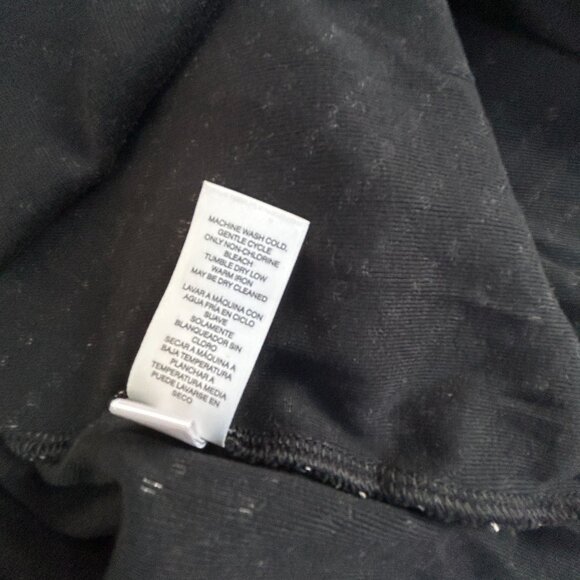 MACHINE WASH COLD,
GENTLE CYCLE
ONLY NON-CHLORINE
BLEACH
TUMBLE DRY LOW
WARM IRON
MAY BE DRY CLEANED
LAVAR A MÁQUINA CON
AGUA FRÍA EN CICLO
SUAVE
SOLAMENTE
BLANQUEADOR SIN
CLORO
SECAR A MÁQUINA A
BAJA TEMPERATURA
PLANCHAR A
TEMPERATURA MEDIA
PUEDE LAVARSE EN
SECO